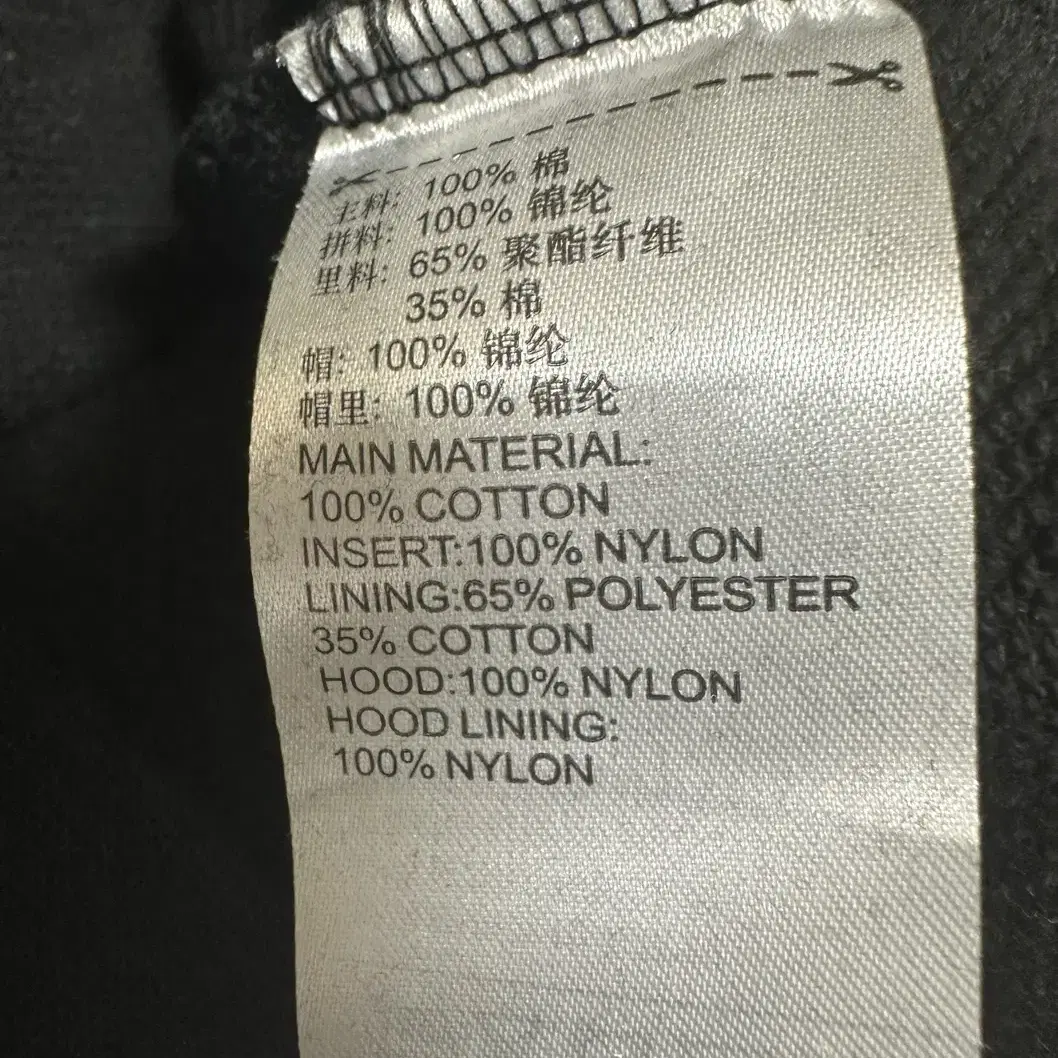 主料: 100% 棉
拼料: 100% 锦纶
里料: 65% 聚酯纤维
35% 棉
帽: 100% 锦纶
帽里: 100% 锦纶
MAIN MATERIAL:
100% COTTON
INSERT:100% NYLON
LINING:65% POLYESTER
35% COTTON
HOOD:100% NYLON
HOOD LINING:
100% NYLON